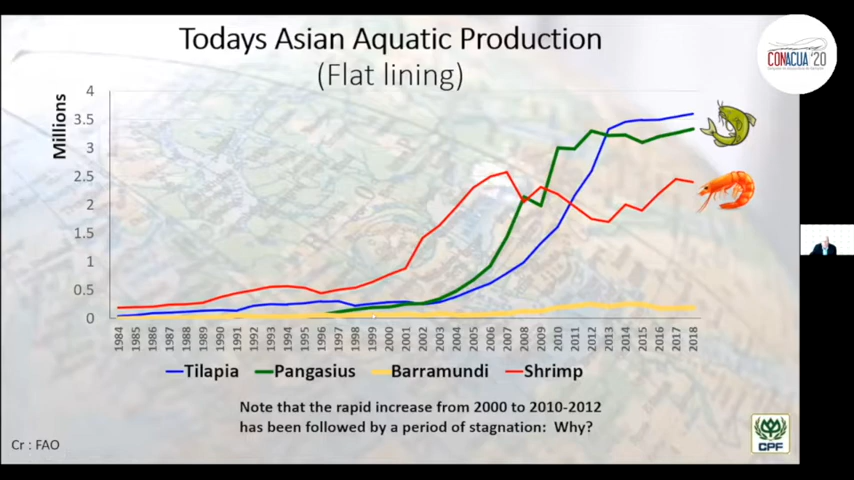 Todays Asian Aquatic Production
(Flat lining)
CONACUA '20
Millions
4
3.5
3
2.5
2
1.5
1
0.5
0
1984 1985 1986 1987 1988 1989 1990 1991 1992 1993 1994 1995 1996 1997 1998 1999 2000 2001 2002 2003 2004 2005 2006 2007 2008 2009 2010 2011 2012 2013 2014 2015 2016 2017 2018
Tilapia Pangasius Barramundi Shrimp
Note that the rapid increase from 2000 to 2010-2012
has been followed by a period of stagnation: Why?
Cr : FAO
CPF